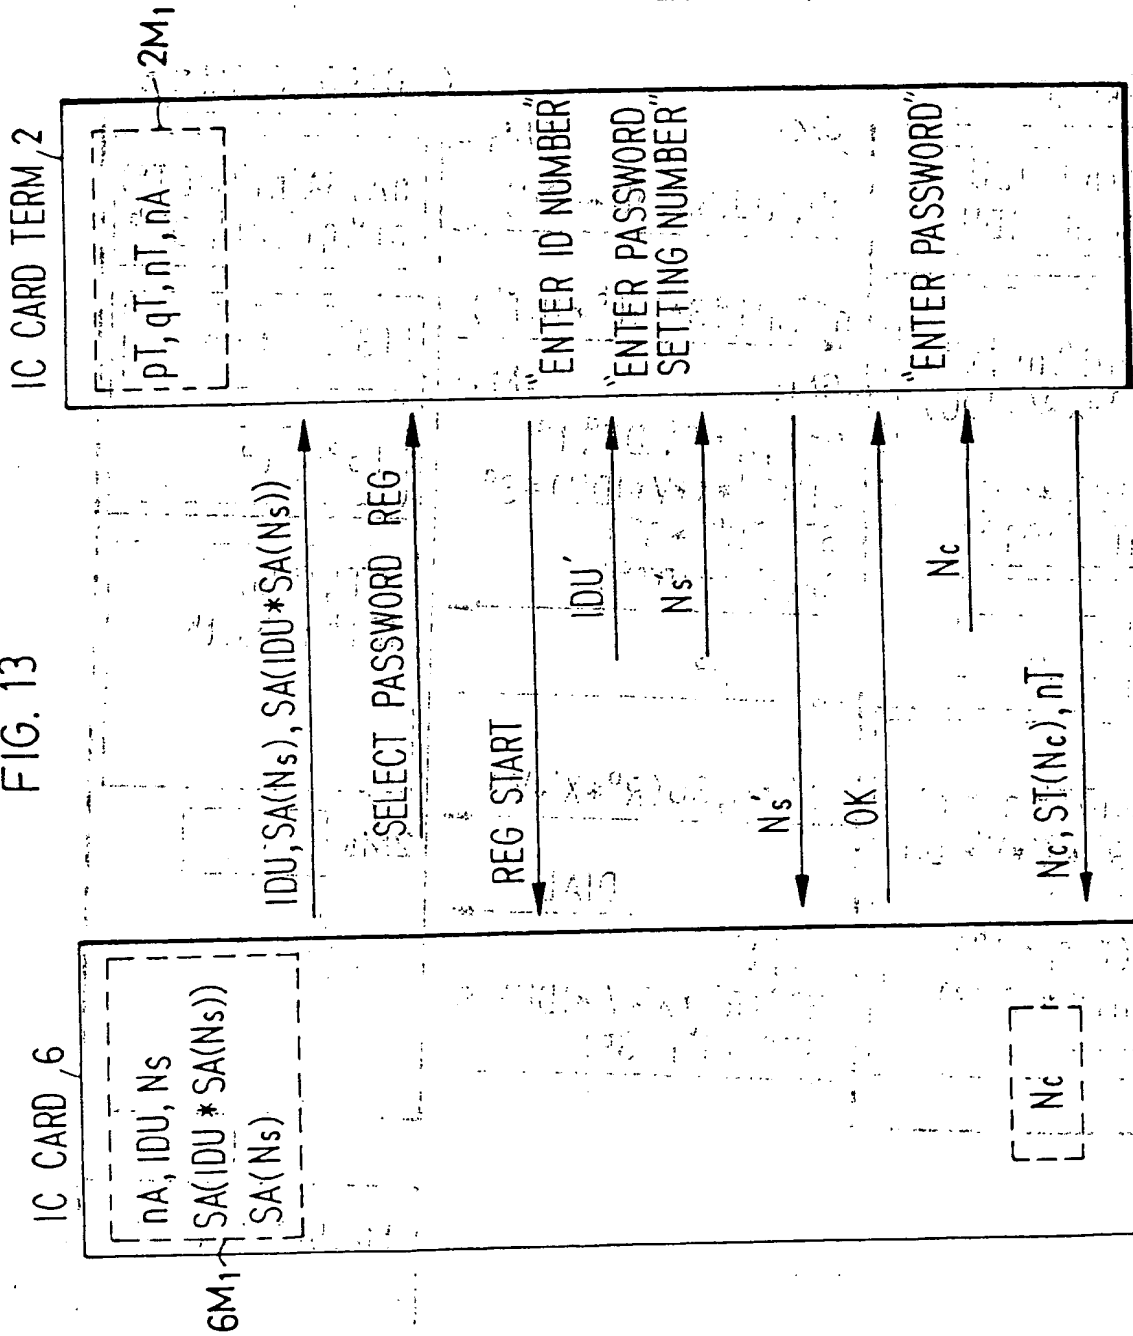 FIG. 13
IC CARD 6
IC CARD TERM 2
6M1
nA, IDU, Ns
SA(IDU*SA(Ns))
SA(Ns)
pT, qT, nT, nA
2M1
IDU, SA(Ns), SA(IDU*SA(Ns))
SELECT PASSWORD REG
REG START
"ENTER ID NUMBER"
IDU'
"ENTER PASSWORD
SETTING NUMBER"
Ns'
Ns'
OK
"ENTER PASSWORD"
Nc
Nc, ST(Nc), nT
Nc